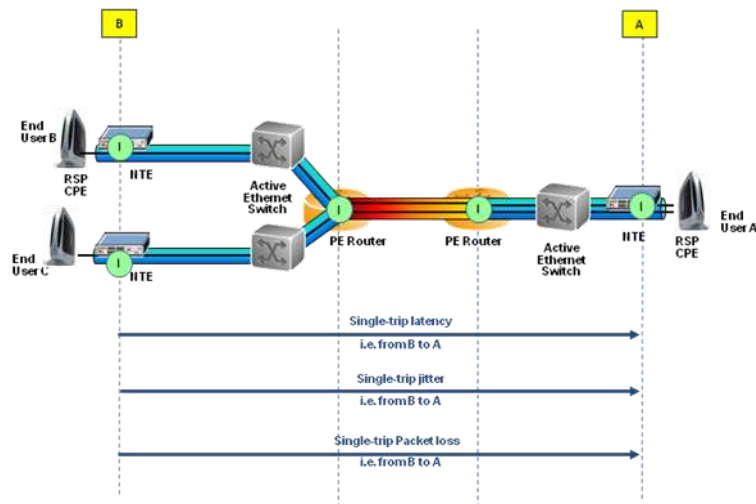 B
A
End
User B
RSP
CPE
I
NTE
Active
Ethernet
Switch
I
PE Router
I
PE Router
Active
Ethernet
Switch
I
NTE
RSP
CPE
End
User A
End
User C
I
NTE
Single-trip latency
i.e. from B to A
Single-trip jitter
i.e. from B to A
Single-trip Packet loss
i.e. from B to A